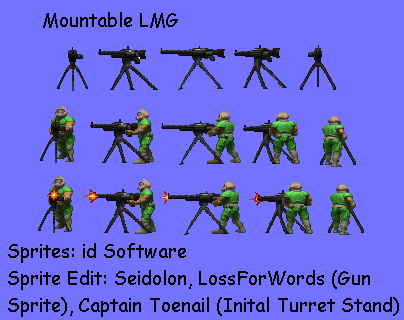 Mountable LMG
Sprites: id Software
Sprite Edit: Seidolon, LossForWords (Gun
Sprite), Captain Toenail (Inital Turret Stand)